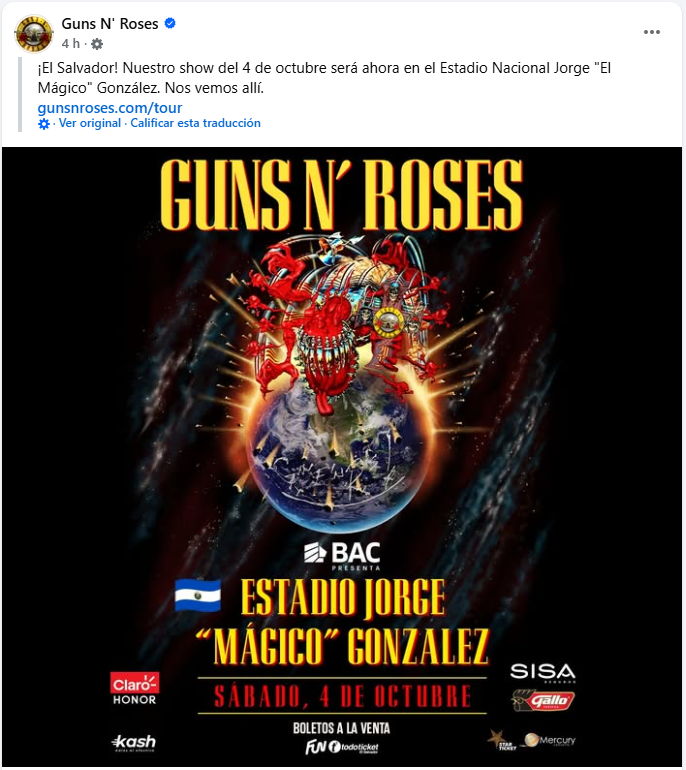 Guns N' Roses
4 h ·
¡El Salvador! Nuestro show del 4 de octubre será ahora en el Estadio Nacional Jorge "El
Mágico" González. Nos vemos allí.
gunsnroses.com/tour
· Ver original · Calificar esta traducción
GUNS N' ROSES
BAC
PRESENTA
ESTADIO JORGE
"MÁGICO" GONZALEZ
SÁBADO, 4 DE OCTUBRE
Claro
HONOR
SISA
SEGUROS
Gallo
kash
BOLETOS A LA VENTA
FUN todoticket
STAR
TICKET
Mercury